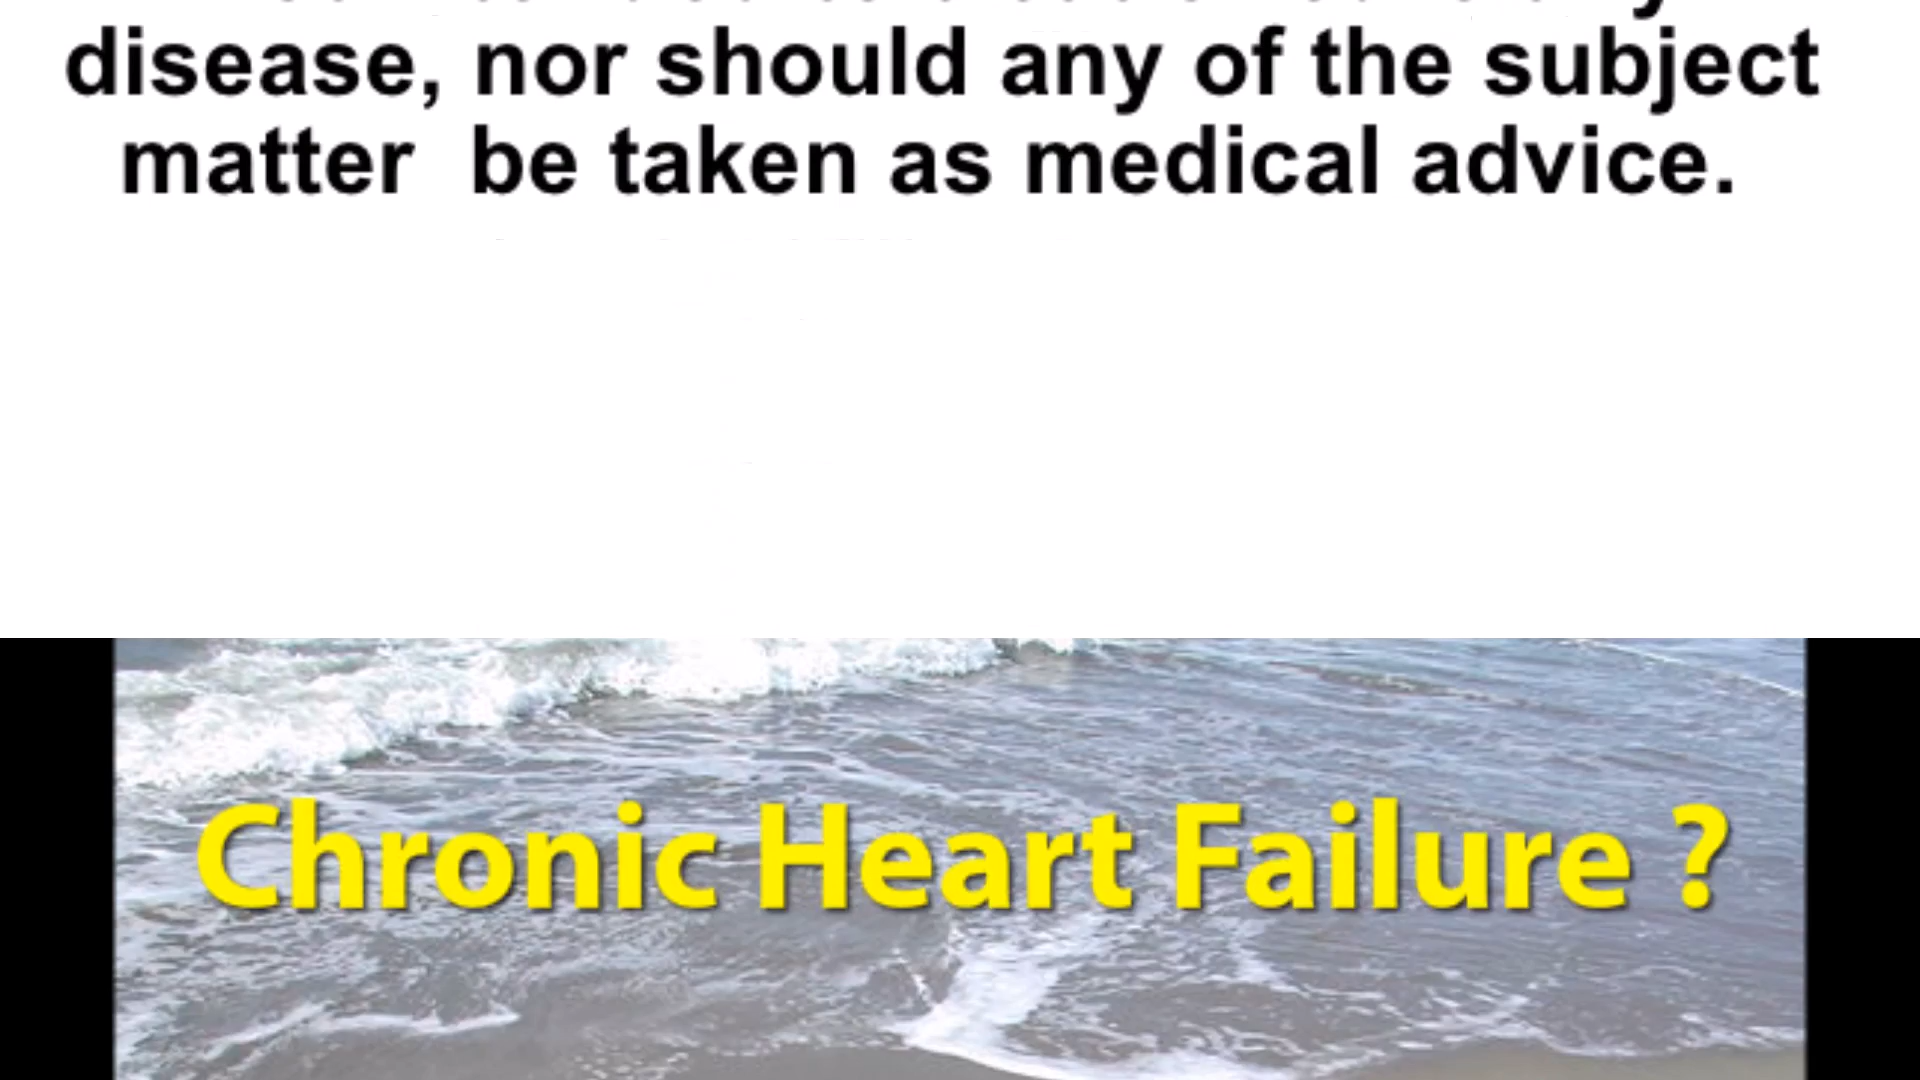 disease, nor should any of the subject
matter be taken as medical advice.
Chronic Heart Failure ?